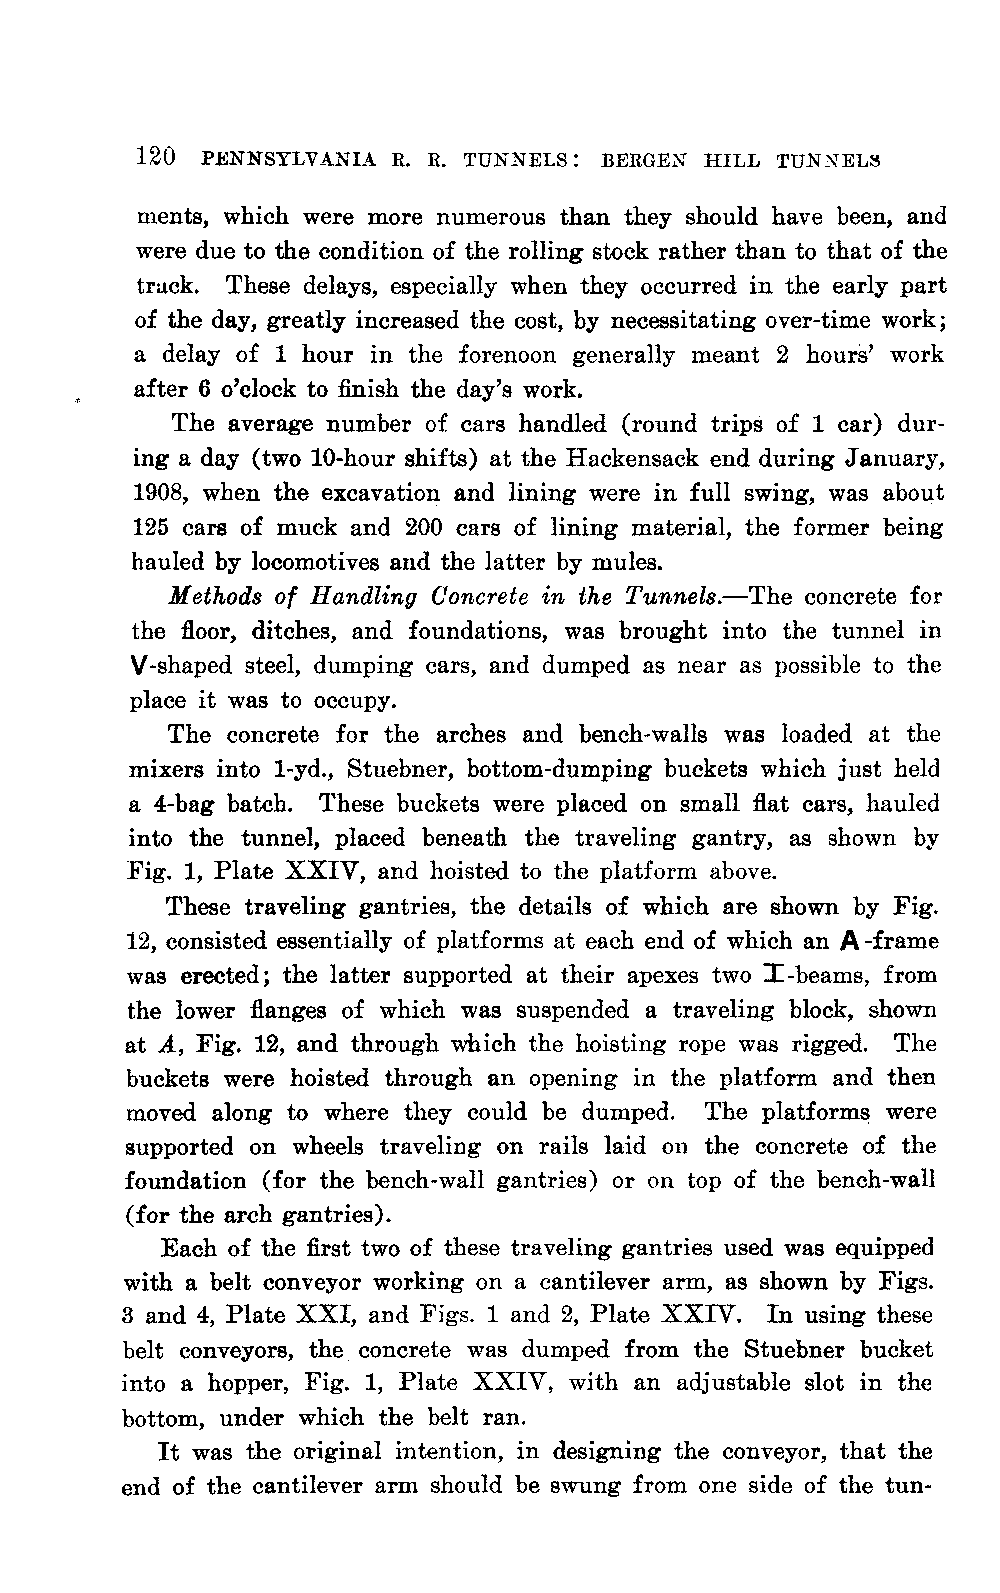 120 PENNSYLVANIA R. R. TUNNELS: BERGEN HILL TUNNELS
ments, which were more numerous than they should have been, and
were due to the condition of the rolling stock rather than to that of the
track. These delays, especially when they occurred in the early part
of the day, greatly increased the cost, by necessitating over-time work;
a delay of 1 hour in the forenoon generally meant 2 hours' work
after 6 o'clock to finish the day's work.
The average number of cars handled (round trips of 1 car) dur-
ing a day (two 10-hour shifts) at the Hackensack end during January,
1908, when the excavation and lining were in full swing, was about
125 cars of muck and 200 cars of lining material, the former being
hauled by locomotives and the latter by mules.
Methods of Handling Concrete in the Tunnels.—The concrete for
the floor, ditches, and foundations, was brought into the tunnel in
V-shaped steel, dumping cars, and dumped as near as possible to the
place it was to occupy.
The concrete for the arches and bench-walls was loaded at the
mixers into 1-yd., Stuebner, bottom-dumping buckets which just held
a 4-bag batch. These buckets were placed on small flat cars, hauled
into the tunnel, placed beneath the traveling gantry, as shown by
Fig. 1, Plate XXIV, and hoisted to the platform above.
These traveling gantries, the details of which are shown by Fig.
12, consisted essentially of platforms at each end of which an A-frame
was erected; the latter supported at their apexes two I-beams, from
the lower flanges of which was suspended a traveling block, shown
at A, Fig. 12, and through which the hoisting rope was rigged. The
buckets were hoisted through an opening in the platform and then
moved along to where they could be dumped. The platforms were
supported on wheels traveling on rails laid on the concrete of the
foundation (for the bench-wall gantries) or on top of the bench-wall
(for the arch gantries).
Each of the first two of these traveling gantries used was equipped
with a belt conveyor working on a cantilever arm, as shown by Figs.
3 and 4, Plate XXI, and Figs. 1 and 2, Plate XXIV. In using these
belt conveyors, the concrete was dumped from the Stuebner bucket
into a hopper, Fig. 1, Plate XXIV, with an adjustable slot in the
bottom, under which the belt ran.
It was the original intention, in designing the conveyor, that the
end of the cantilever arm should be swung from one side of the tun-